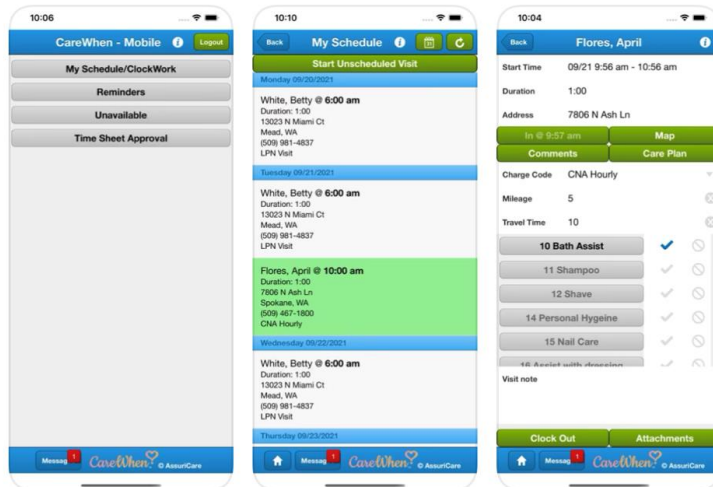 10:06
CareWhen - Mobile
Logout
My Schedule/ClockWork
Reminders
Unavailable
Time Sheet Approval
Messag 1
CareWhen
© AssuriCare
10:10
Back
My Schedule
Start Unscheduled Visit
Monday 09/20/2021
White, Betty @ 6:00 am
Duration: 1:00
13023 N Miami Ct
Mead, WA
(509) 981-4837
LPN Visit
Tuesday 09/21/2021
White, Betty @ 6:00 am
Duration: 1:00
13023 N Miami Ct
Mead, WA
(509) 981-4837
LPN Visit
Flores, April @ 10:00 am
Duration: 1:00
7806 N Ash Ln
Spokane, WA
(509) 467-1800
CNA Hourly
Wednesday 09/22/2021
White, Betty @ 6:00 am
Duration: 1:00
13023 N Miami Ct
Mead, WA
(509) 981-4837
LPN Visit
Thursday 09/23/2021
Messag 1
CareWhen
© AssuriCare
10:04
Back
Flores, April
Start Time 09/21 9:56 am - 10:56 am
Duration 1:00
Address 7806 N Ash Ln
In @ 9:57 am Map
Comments Care Plan
Charge Code CNA Hourly
Mileage 5
Travel Time 10
10 Bath Assist
11 Shampoo
12 Shave
14 Personal Hygeine
15 Nail Care
16 Assist with dressing
Visit note
Clock Out Attachments
Messag 1
CareWhen
© AssuriCare